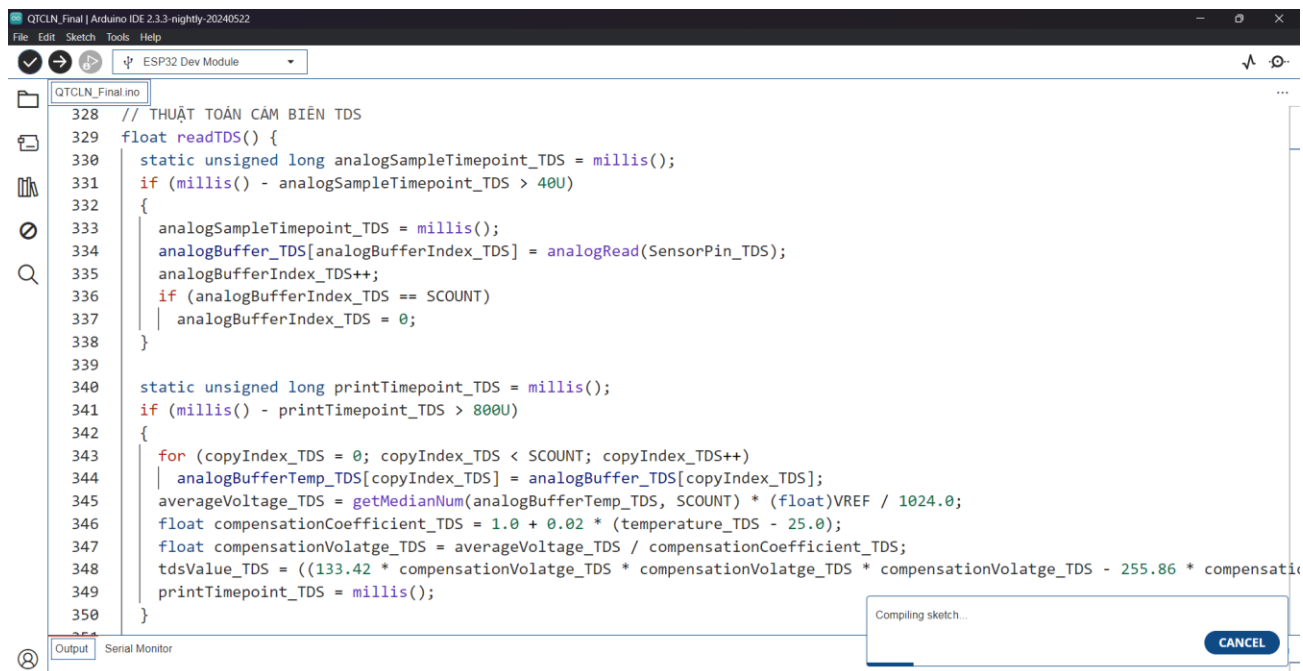 QTCLN_Final | Arduino IDE 2.3.3-nightly-20240522
File Edit Sketch Tools Help
ESP32 Dev Module
QTCLN_Final.ino
328 // THUẬT TOÁN CẢM BIẾN TDS
329 float readTDS() {
330 static unsigned long analogSampleTimepoint_TDS = millis();
331 if (millis() - analogSampleTimepoint_TDS > 40U)
332 {
333 analogSampleTimepoint_TDS = millis();
334 analogBuffer_TDS[analogBufferIndex_TDS] = analogRead(SensorPin_TDS);
335 analogBufferIndex_TDS++;
336 if (analogBufferIndex_TDS == SCOUNT)
337 analogBufferIndex_TDS = 0;
338 }
339
340 static unsigned long printTimepoint_TDS = millis();
341 if (millis() - printTimepoint_TDS > 800U)
342 {
343 for (copyIndex_TDS = 0; copyIndex_TDS < SCOUNT; copyIndex_TDS++)
344 analogBufferTemp_TDS[copyIndex_TDS] = analogBuffer_TDS[copyIndex_TDS];
345 averageVoltage_TDS = getMedianNum(analogBufferTemp_TDS, SCOUNT) * (float)VREF / 1024.0;
346 float compensationCoefficient_TDS = 1.0 + 0.02 * (temperature_TDS - 25.0);
347 float compensationVolatge_TDS = averageVoltage_TDS / compensationCoefficient_TDS;
348 tdsValue_TDS = ((133.42 * compensationVolatge_TDS * compensationVolatge_TDS * compensationVolatge_TDS - 255.86 * compensatio
349 printTimepoint_TDS = millis();
350 }
Compiling sketch...
CANCEL
Output Serial Monitor